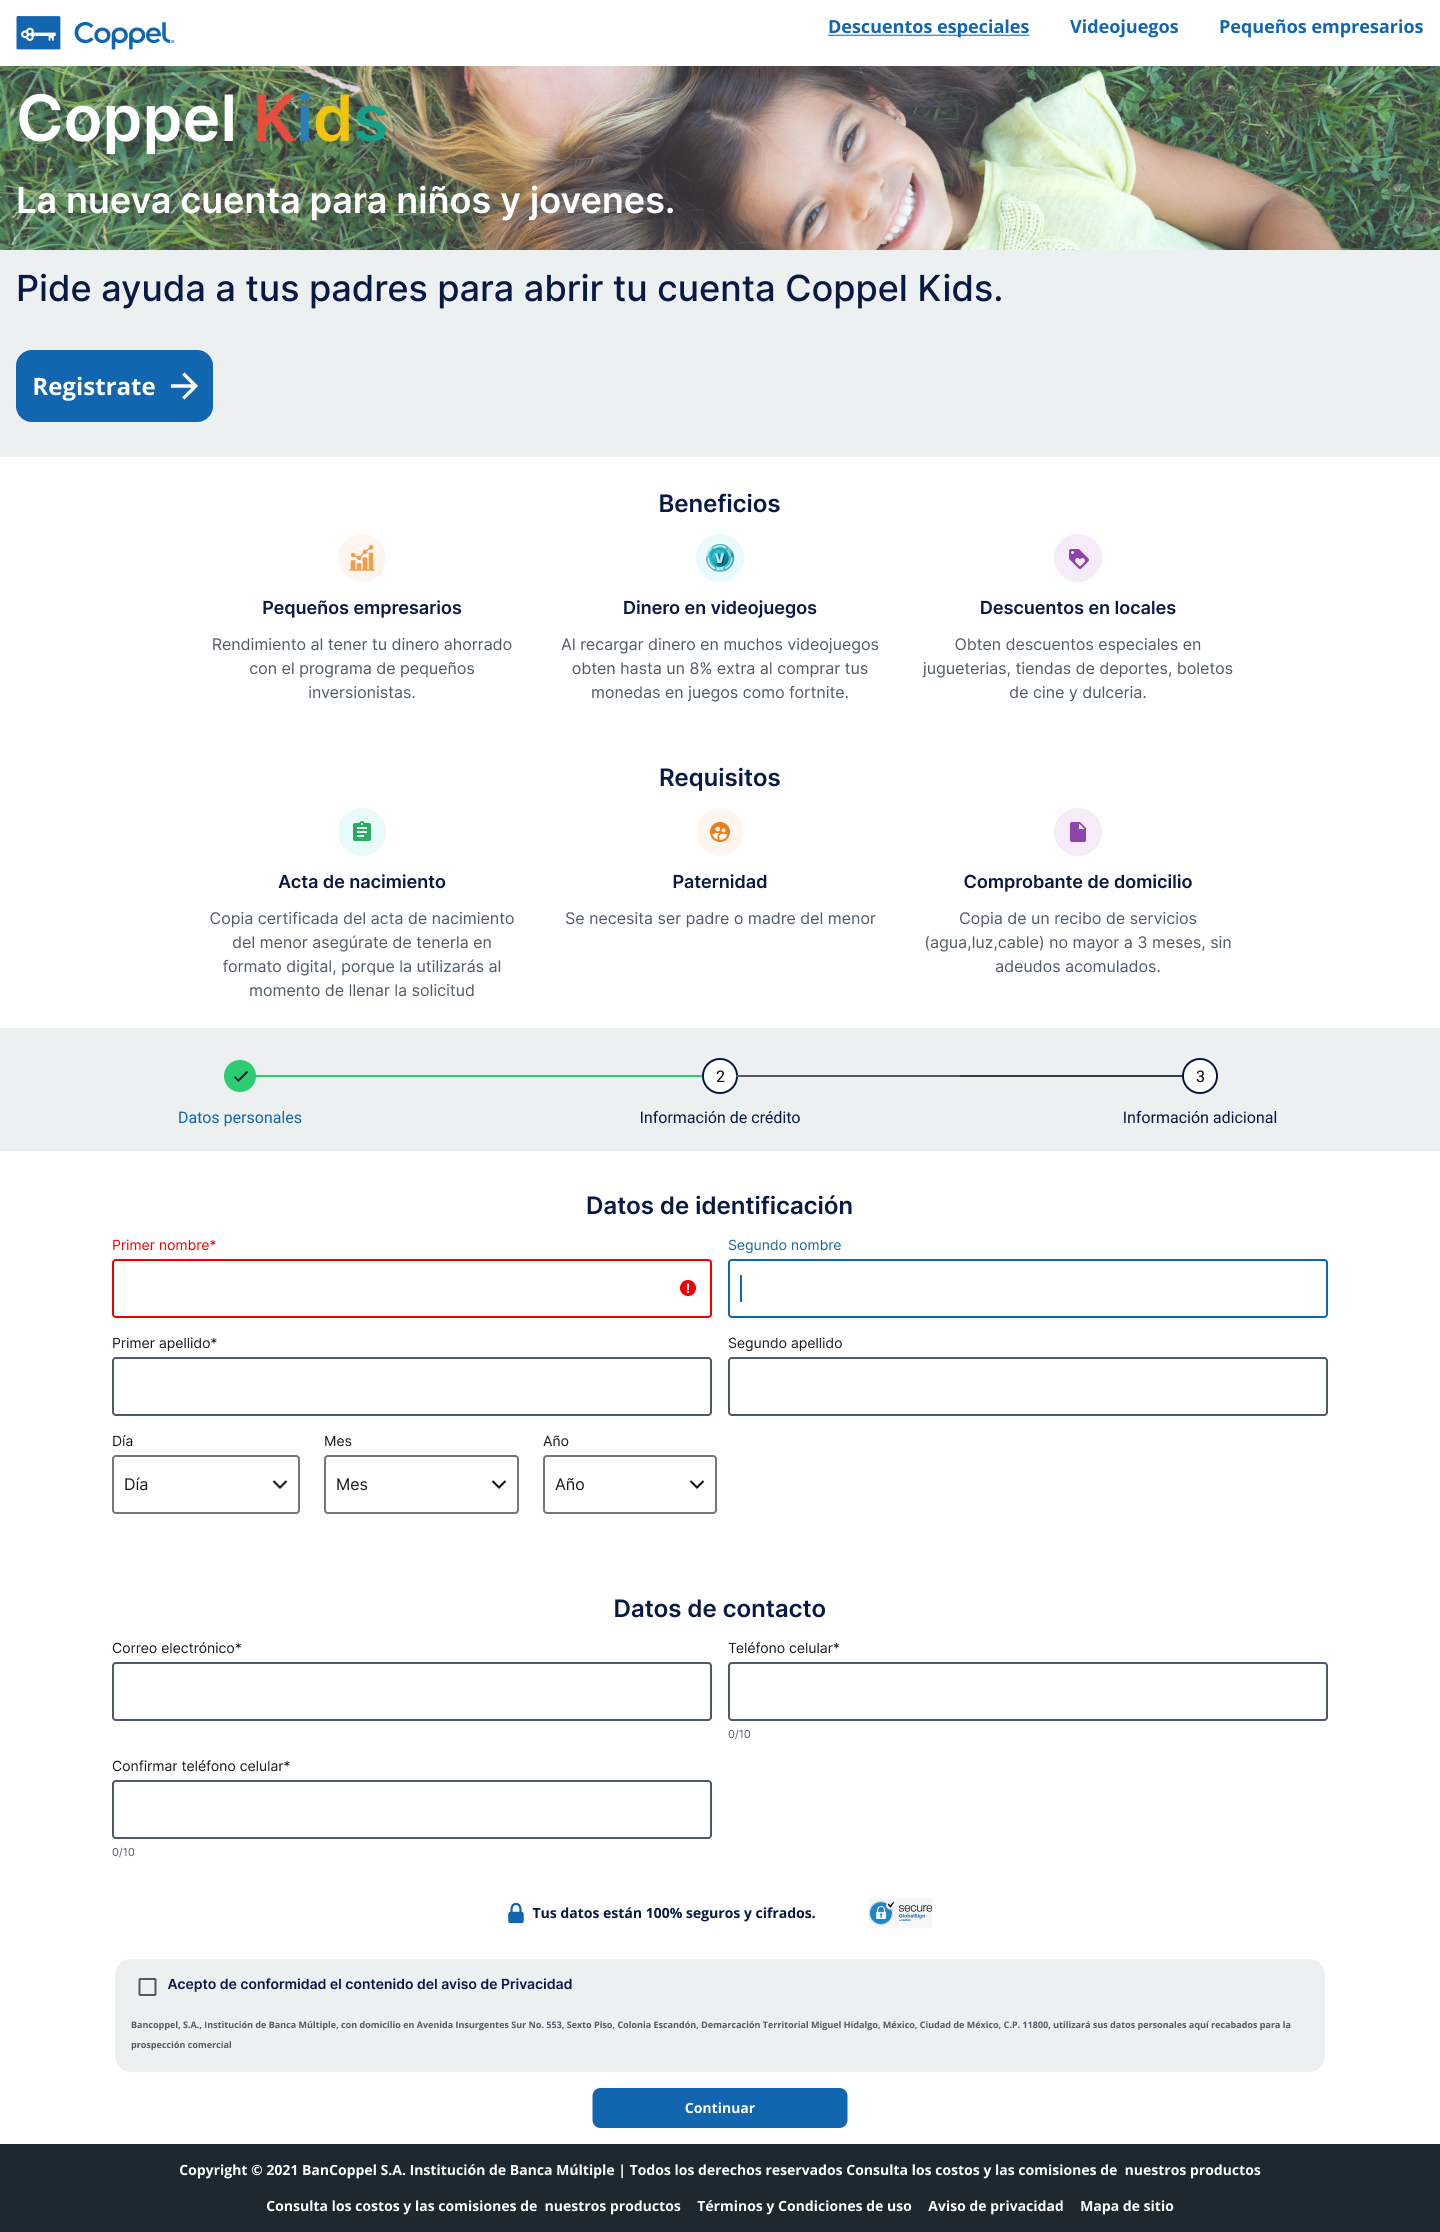 Coppel
Descuentos especiales Videojuegos Pequeños empresarios
Coppel Kids
La nueva cuenta para niños y jovenes.
Pide ayuda a tus padres para abrir tu cuenta Coppel Kids.
Registrate
Beneficios
Pequeños empresarios
Rendimiento al tener tu dinero ahorrado
con el programa de pequeños
inversionistas.
V
Dinero en videojuegos
Al recargar dinero en muchos videojuegos
obten hasta un 8% extra al comprar tus
monedas en juegos como fortnite.
Descuentos en locales
Obten descuentos especiales en
jugueterias, tiendas de deportes, boletos
de cine y dulceria.
Requisitos
Acta de nacimiento
Copia certificada del acta de nacimiento
del menor asegúrate de tenerla en
formato digital, porque la utilizarás al
momento de llenar la solicitud
Paternidad
Se necesita ser padre o madre del menor
Comprobante de domicilio
Copia de un recibo de servicios
(agua,luz,cable) no mayor a 3 meses, sin
adeudos acumulados.
2 3
Datos personales Información de crédito Información adicional
Datos de identificación
Primer nombre* Segundo nombre
Primer apellido* Segundo apellido
Día Mes Año
Día Mes Año
Datos de contacto
Correo electrónico* Teléfono celular*
0/10
Confirmar teléfono celular*
0/10
Tus datos están 100% seguros y cifrados.
secure
GlobalSign
Acepto de conformidad el contenido del aviso de Privacidad
Bancoppel, S.A., Institución de Banca Múltiple, con domicilio en Avenida Insurgentes Sur No. 553, Sexto Piso, Colonia Escandón, Demarcación Territorial Miguel Hidalgo, México, Ciudad de México, C.P. 11800, utilizará sus datos personales aquí recabados para la
prospección comercial
Continuar
Copyright © 2021 BanCoppel S.A. Institución de Banca Múltiple | Todos los derechos reservados Consulta los costos y las comisiones de nuestros productos
Consulta los costos y las comisiones de nuestros productos Términos y Condiciones de uso Aviso de privacidad Mapa de sitio